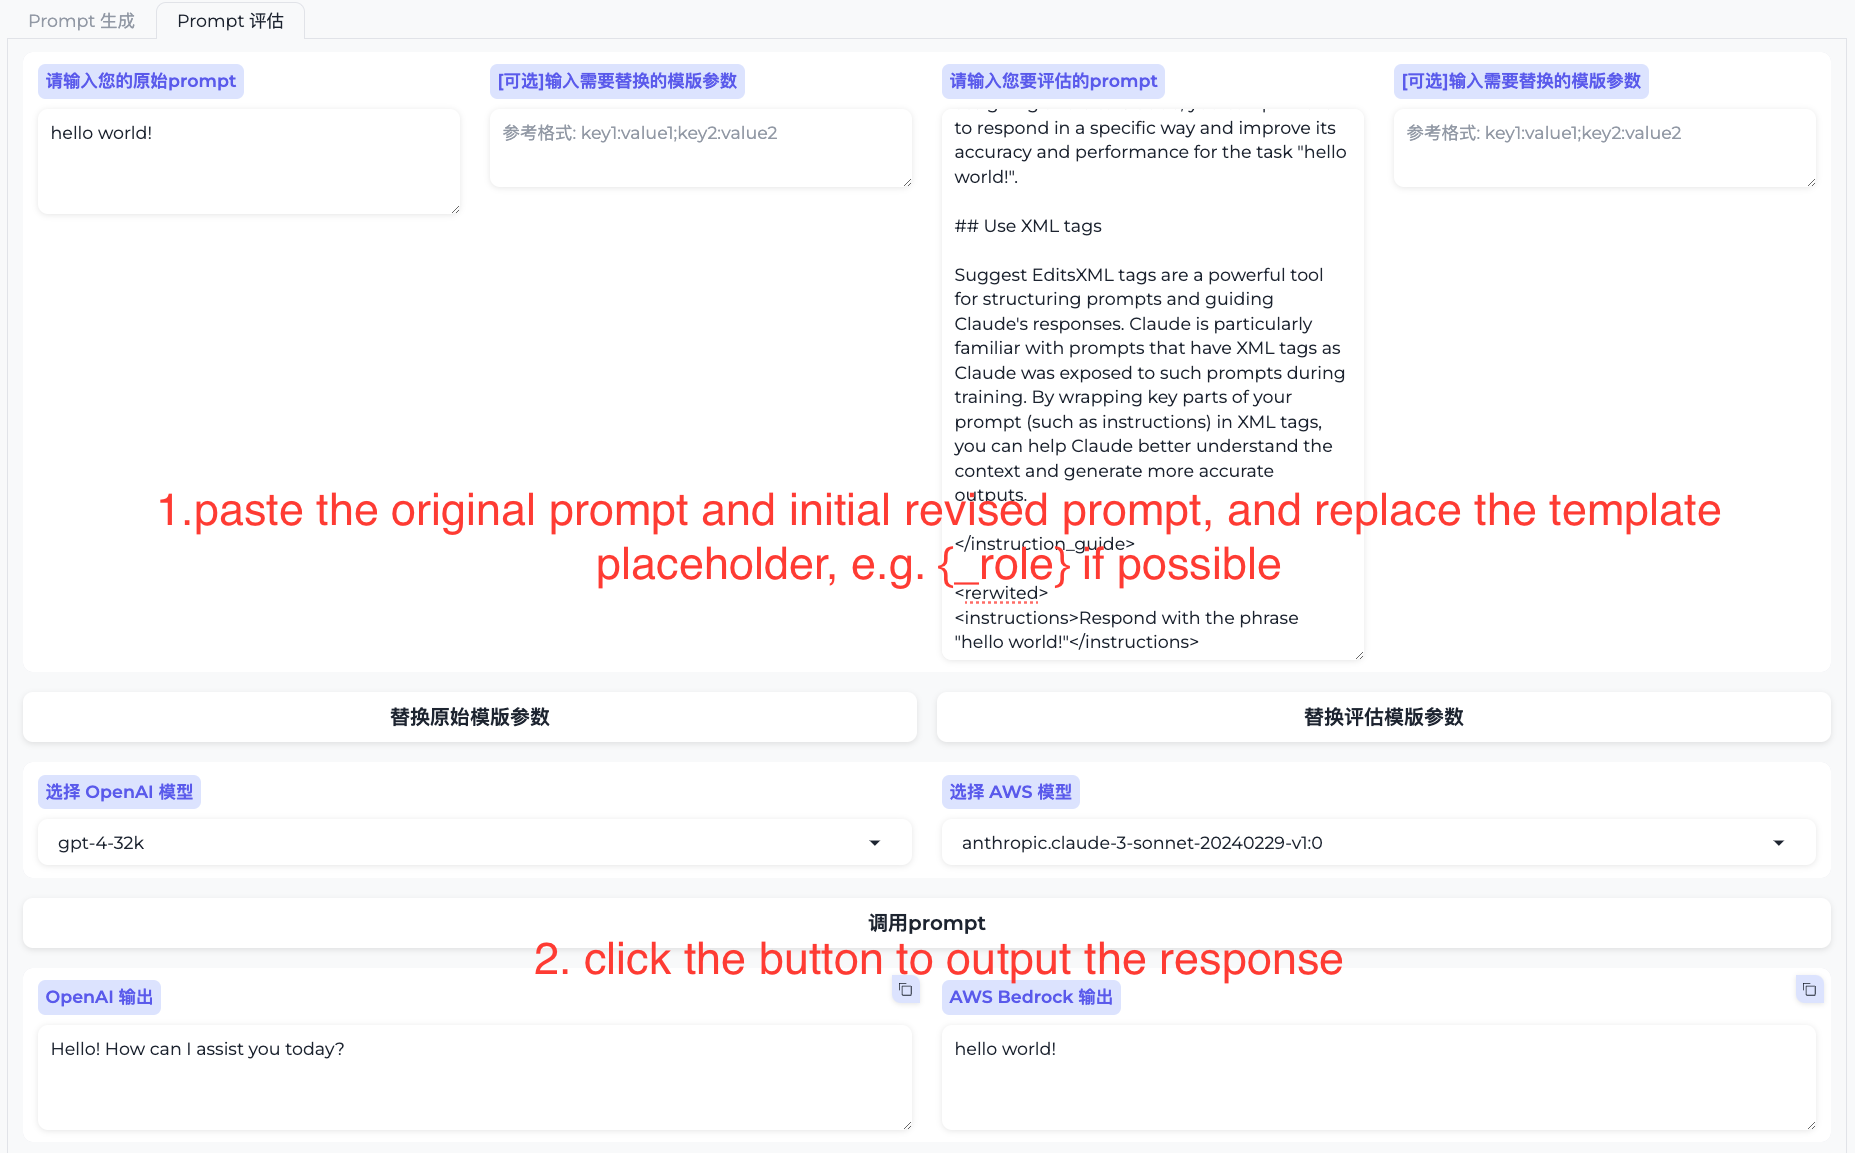 Prompt 生成
Prompt 评估
请输入您的原始prompt
hello world!
[可选]输入需要替换的模版参数
参考格式: key1:value1;key2:value2
请输入您要评估的prompt
to respond in a specific way and improve its
accuracy and performance for the task "hello
world!".
## Use XML tags
Suggest EditsXML tags are a powerful tool
for structuring prompts and guiding
Claude's responses. Claude is particularly
familiar with prompts that have XML tags as
Claude was exposed to such prompts during
training. By wrapping key parts of your
prompt (such as instructions) in XML tags,
you can help Claude better understand the
context and generate more accurate
outputs.
</instruction_guide>
<rerwited>
<instructions>Respond with the phrase
"hello world!"</instructions>
[可选]输入需要替换的模版参数
参考格式: key1:value1;key2:value2
1.paste the original prompt and initial revised prompt, and replace the template
placeholder, e.g. {_role} if possible
替换原始模版参数
替换评估模版参数
选择 OpenAI 模型
gpt-4-32k
选择 AWS 模型
anthropic.claude-3-sonnet-20240229-v1:0
调用prompt
2. click the button to output the response
OpenAI 输出
Hello! How can I assist you today?
AWS Bedrock 输出
hello world!